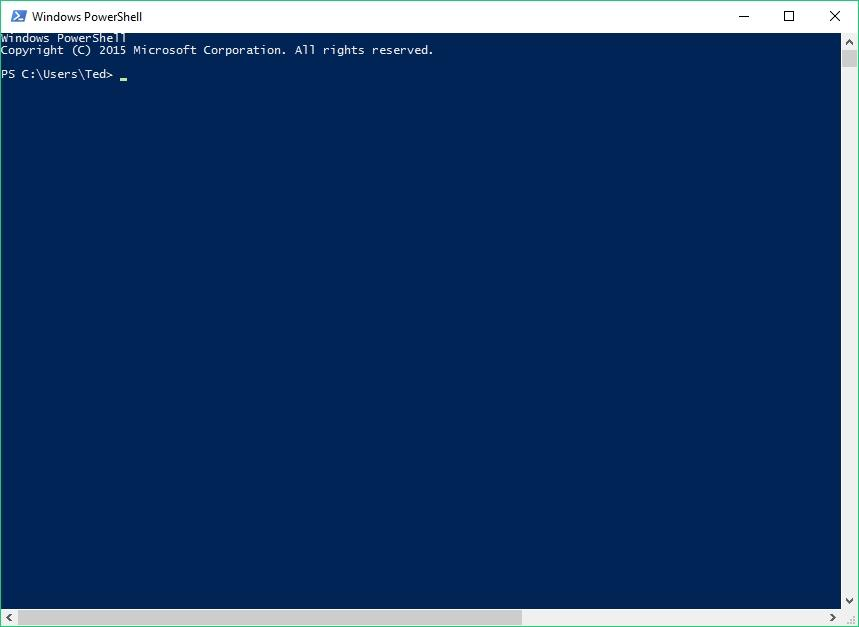 Windows PowerShell
Windows PowerShell
Copyright (C) 2015 Microsoft Corporation. All rights reserved.
PS C:\Users\Ted>